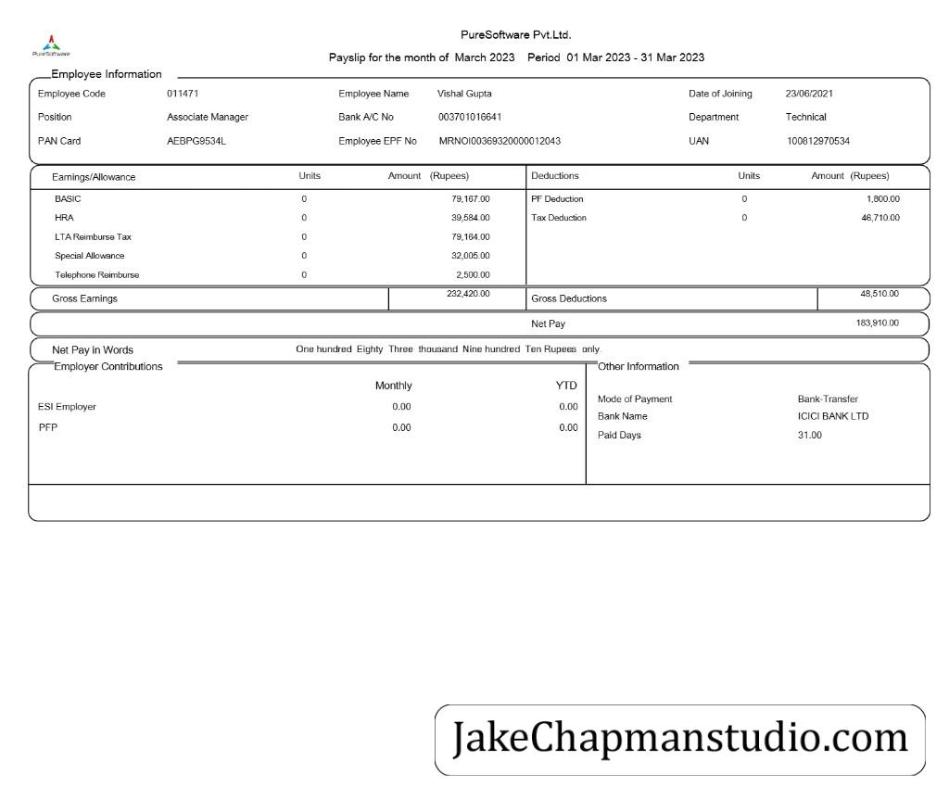 PureSoftware
PureSoftware Pvt.Ltd.
Payslip for the month of March 2023 Period 01 Mar 2023 - 31 Mar 2023
Employee Information
Employee Code 011471 Employee Name Vishal Gupta Date of Joining 23/06/2021
Position Associate Manager Bank A/C No 003701016641 Department Technical
PAN Card AEBPG9534L Employee EPF No MRNOI00369320000012043 UAN 100812970534
Earnings/Allowance Units Amount (Rupees) Deductions Units Amount (Rupees)
BASIC 0 79,167.00 PF Deduction 0 1,800.00
HRA 0 39,584.00 Tax Deduction 0 46,710.00
LTA Reimburse Tax 0 79,164.00
Special Allowance 0 32,005.00
Telephone Reimburse 0 2,500.00
Gross Earnings 232,420.00 Gross Deductions 48,510.00
Net Pay 183,910.00
Net Pay in Words One hundred Eighty Three thousand Nine hundred Ten Rupees only.
Employer Contributions Other Information
Monthly YTD
Mode of Payment Bank-Transfer
ESI Employer 0.00 0.00
Bank Name ICICI BANK LTD
PFP 0.00 0.00
Paid Days 31.00
JakeChapmanstudio.com